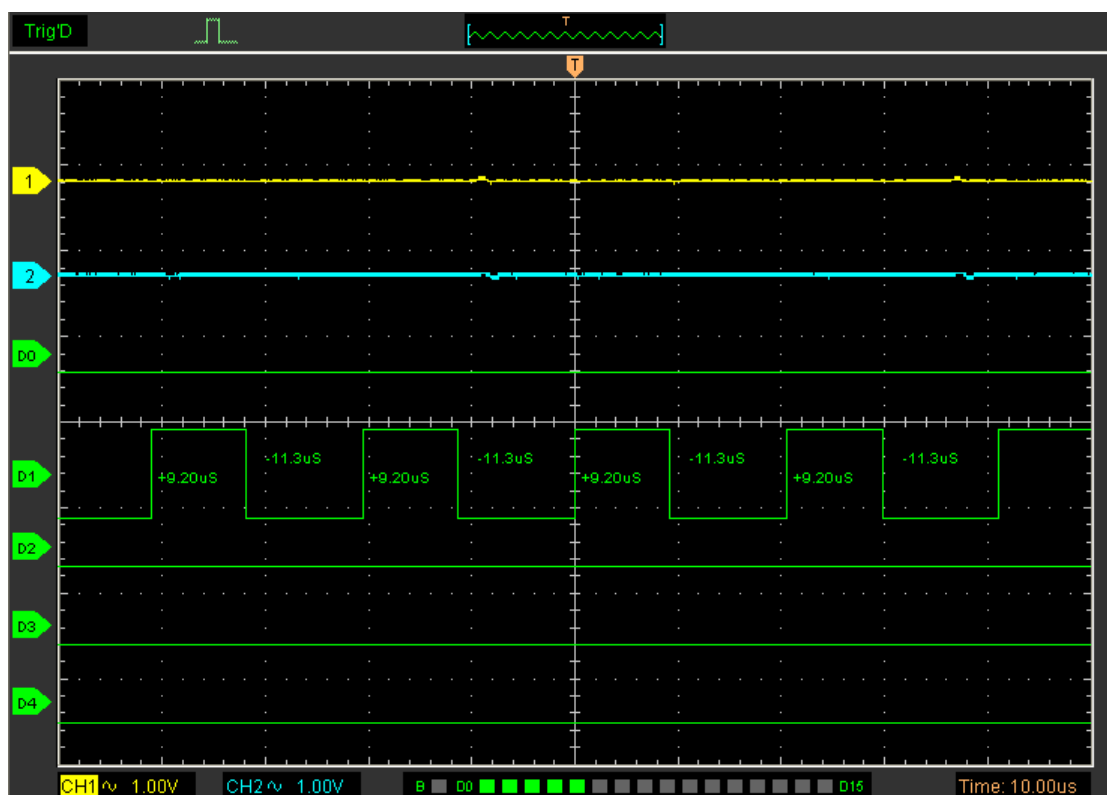 Trig'D
T
T
1
2
D0
D1
+9.20uS
-11.3uS
+9.20uS
-11.3uS
+9.20uS
-11.3uS
+9.20uS
-11.3uS
D2
D3
D4
CH1 ∿ 1.00V CH2 ∿ 1.00V B D0 D15 Time: 10.00us